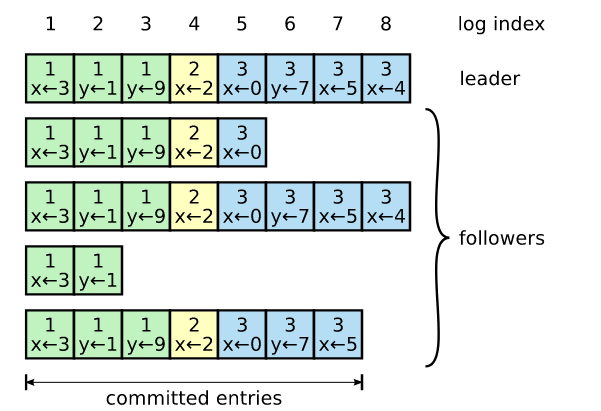 1 2 3 4 5 6 7 8 log index
1 1 1 2 3 3 3 3
x←3 y←1 y←9 x←2 x←0 y←7 x←5 x←4
leader
1 1 1 2 3
x←3 y←1 y←9 x←2 x←0
1 1 1 2 3 3 3 3
x←3 y←1 y←9 x←2 x←0 y←7 x←5 x←4
followers
1 1
x←3 y←1
1 1 1 2 3 3 3
x←3 y←1 y←9 x←2 x←0 y←7 x←5
committed entries